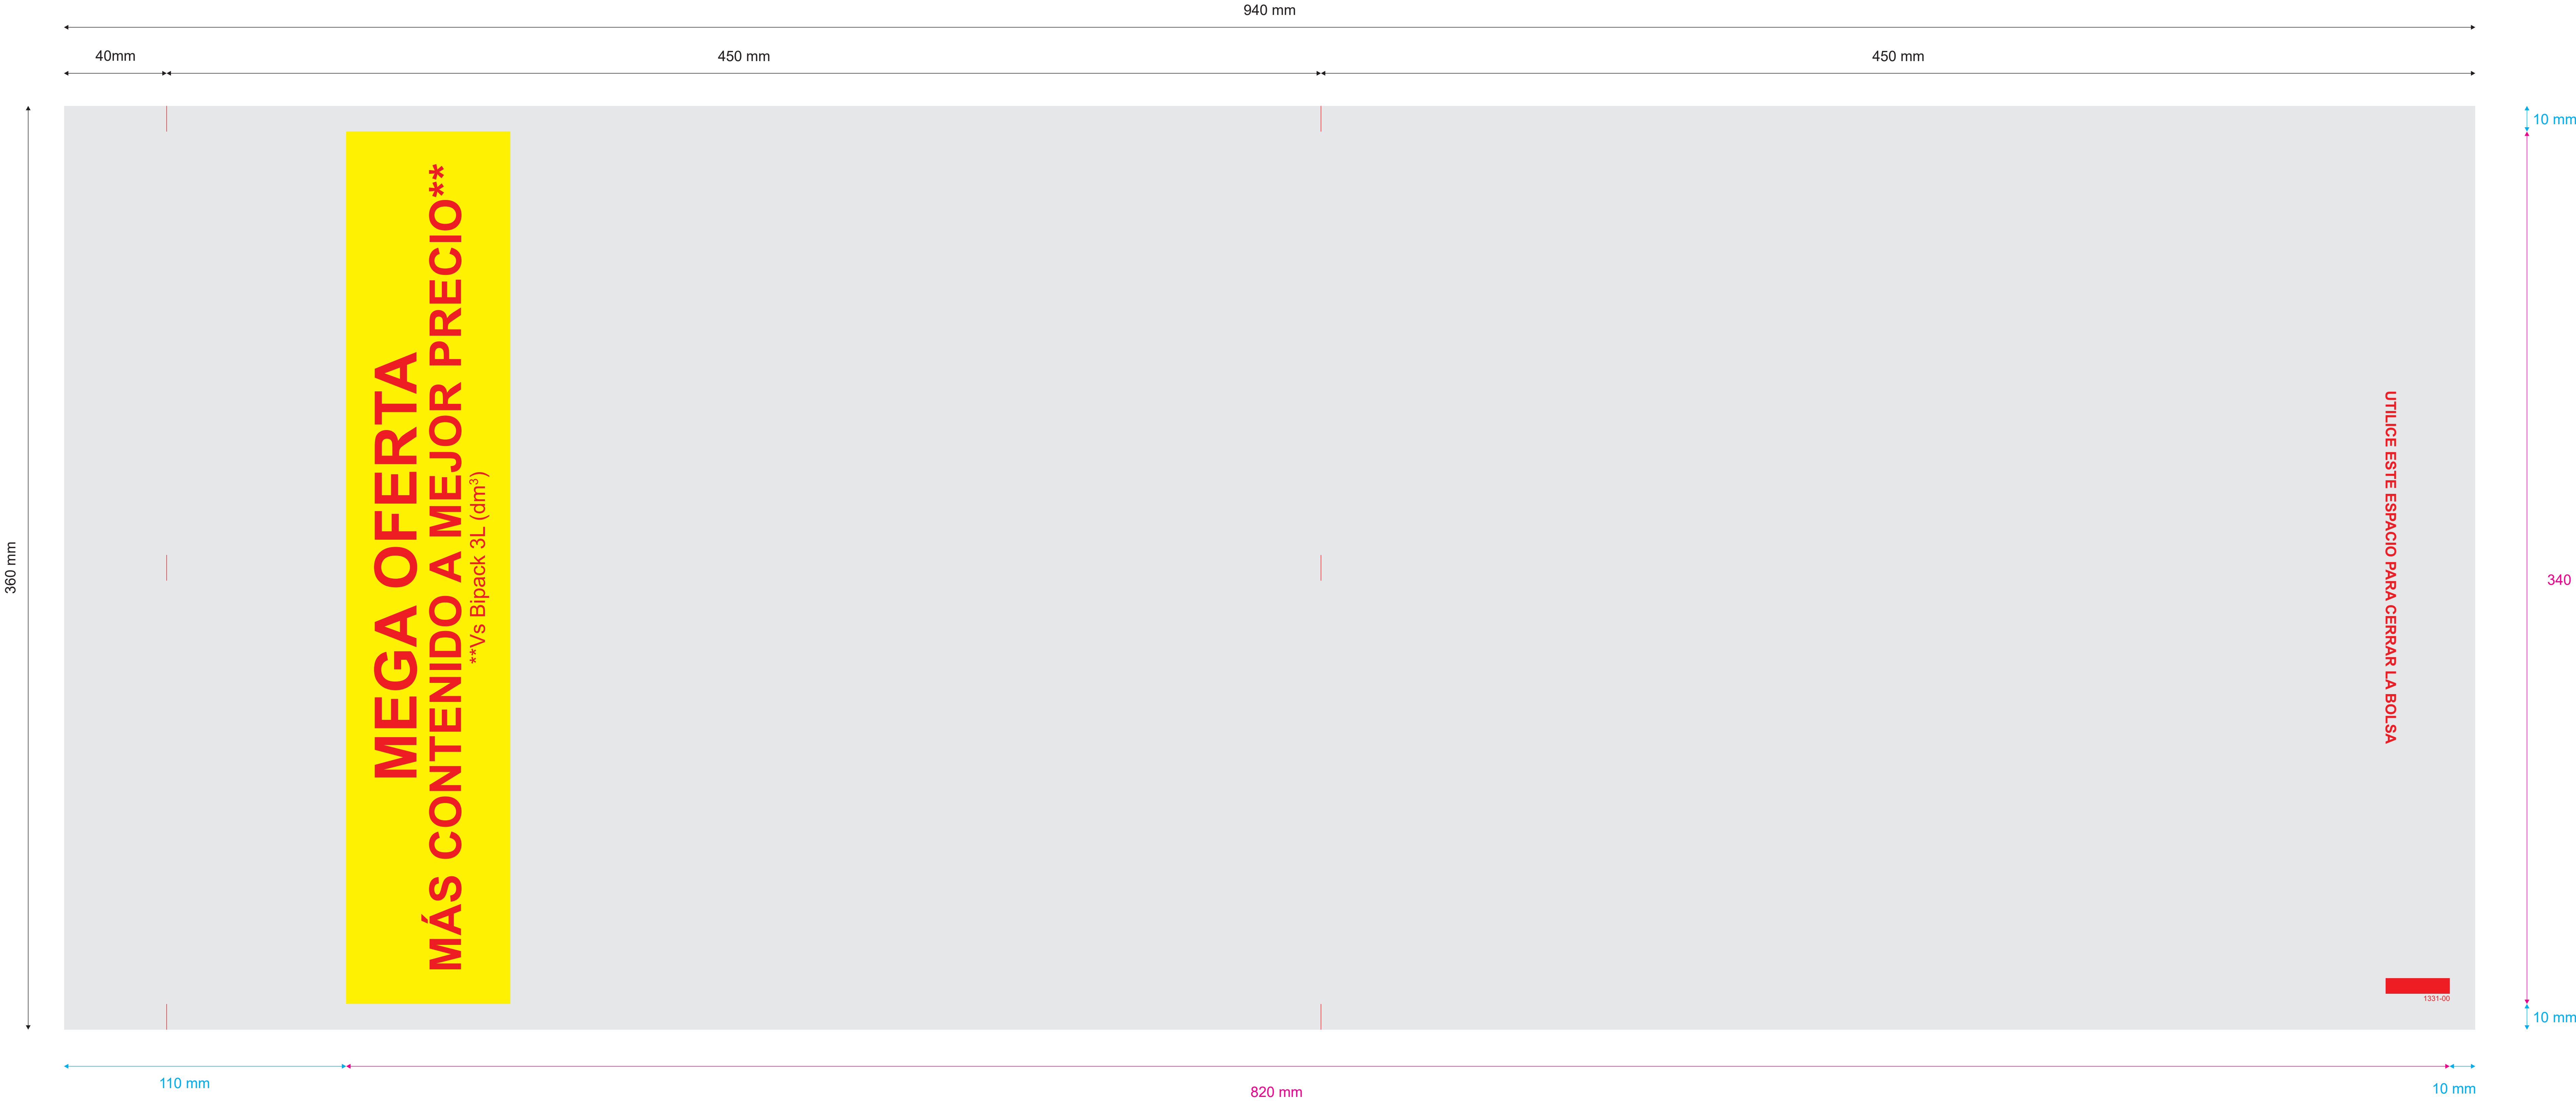 940 mm
40mm
450 mm
450 mm
10 mm
360 mm
MEGA OFERTA
MÁS CONTENIDO A MEJOR PRECIO**
**Vs Bipack 3L (dm³)
UTILICE ESTE ESPACIO PARA CERRAR LA BOLSA
340
1331-00
10 mm
110 mm
820 mm
10 mm